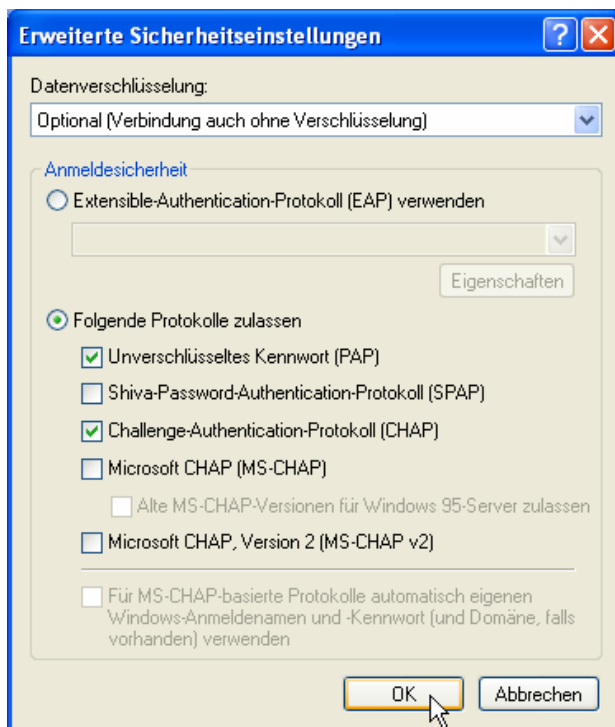 Erweiterte Sicherheitseinstellungen
Datenverschlüsselung:
Optional (Verbindung auch ohne Verschlüsselung)
Anmeldesicherheit
Extensible-Authentication-Protokoll (EAP) verwenden
Eigenschaften
Folgende Protokolle zulassen
Unverschlüsseltes Kennwort (PAP)
Shiva-Password-Authentication-Protokoll (SPAP)
Challenge-Authentication-Protokoll (CHAP)
Microsoft CHAP (MS-CHAP)
Alte MS-CHAP-Versionen für Windows 95-Server zulassen
Microsoft CHAP, Version 2 (MS-CHAP v2)
Für MS-CHAP-basierte Protokolle automatisch eigenen
Windows-Anmeldenamen und -Kennwort (und Domäne, falls
vorhanden) verwenden
OK Abbrechen